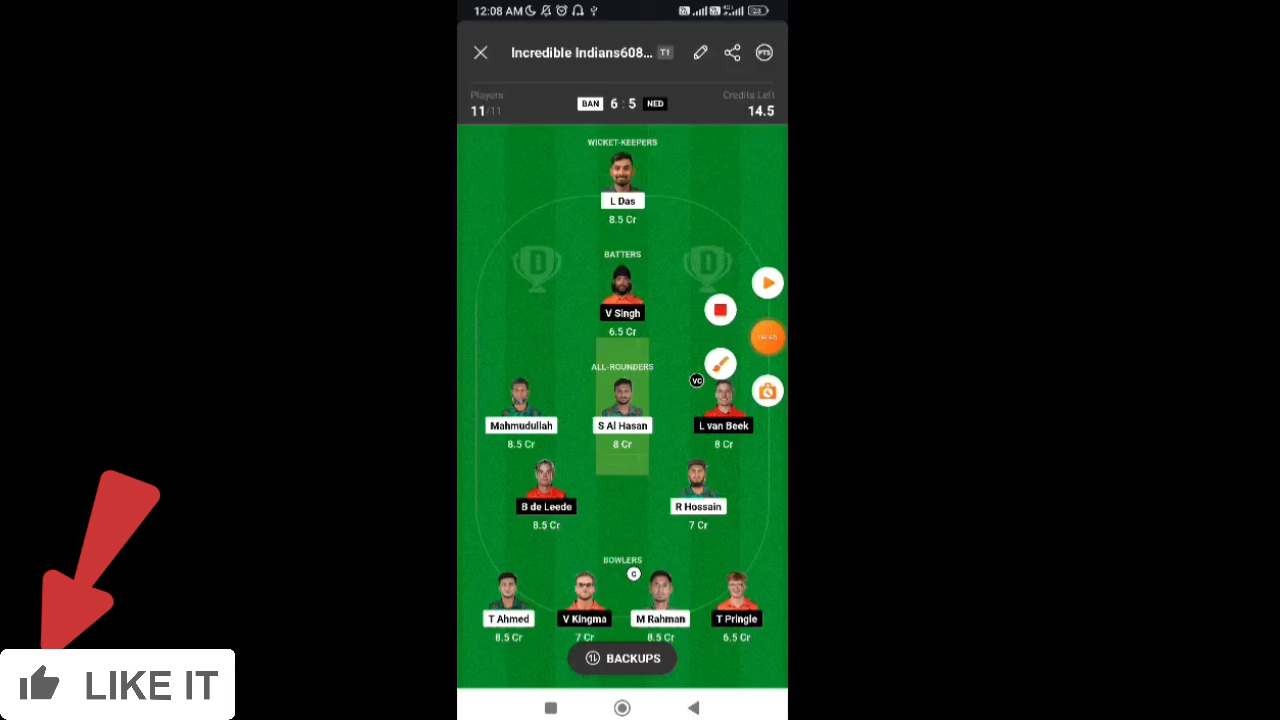 12:08 AM
Incredible Indians608... T1 PTS
Players
Credits Left
11/11
BAN 6 : 5 NED
14.5
WICKET-KEEPERS
L Das
8.5 Cr
BATTERS
V Singh
6.5 Cr
ALL-ROUNDERS
VC
Mahmudullah
S Al Hasan
L van Beek
8.5 Cr
8 Cr
8 Cr
B de Leede
R Hossain
8.5 Cr
7 Cr
BOWLERS
C
T Ahmed
V Kingma
M Rahman
T Pringle
8.5 Cr
7 Cr
8.5 Cr
6.5 Cr
BACKUPS
LIKE IT